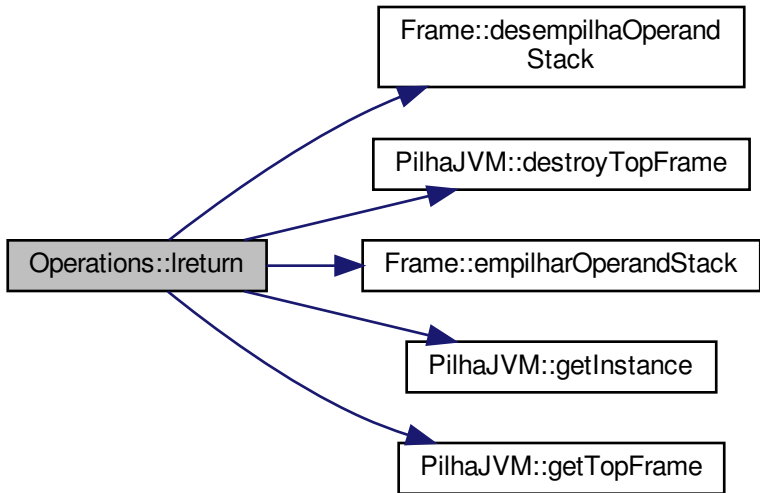 Frame::desempilhaOperand
Stack
PilhaJVM::destroyTopFrame
Operations::lreturn
Frame::empilharOperandStack
PilhaJVM::getInstance
PilhaJVM::getTopFrame